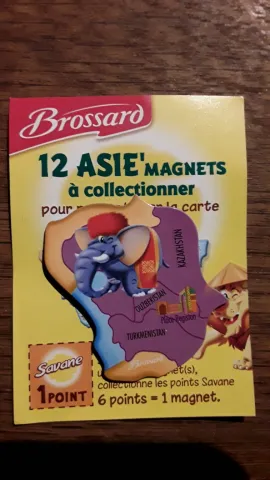 Brossard
12 ASIE'MAGNETS
à collectionner
pour la carte
KAZAKHSTAN
OUZBEKISTAN
TURKMENISTAN
Brossard
Savane
1 POINT
collectionne les points Savane
6 points = 1 magnet.